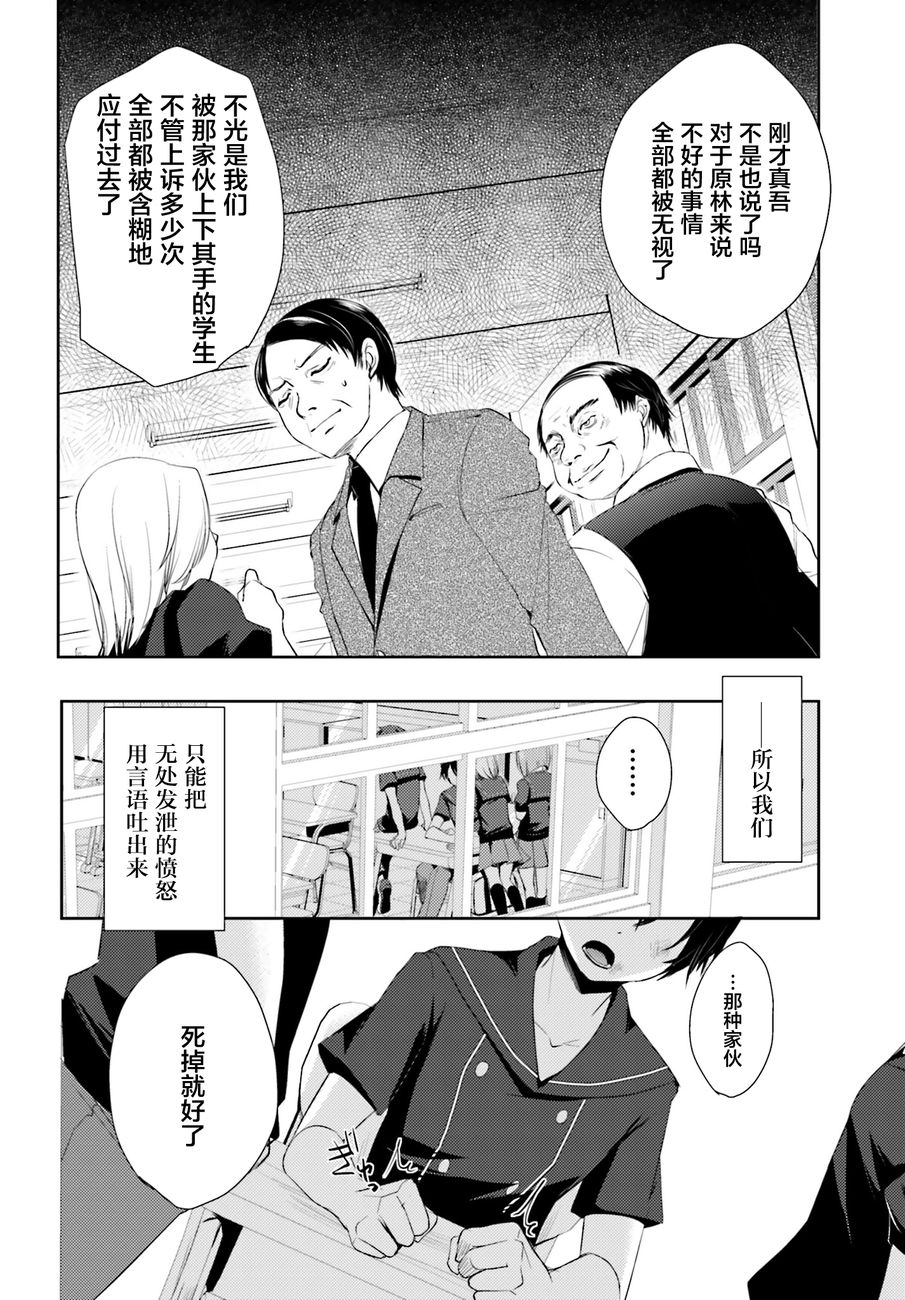 刚才真吾
不是也说了吗
对于原林来说
不好的事情
全部都被无视了
不光是我们
被那家伙上下其手的学生
不管上诉多少次
全部都被含糊地
应付过去了
——所以我们
……
只能把
无处发泄的愤怒
用言语吐出来
…那种家伙
死掉就好了
ぎゅっ